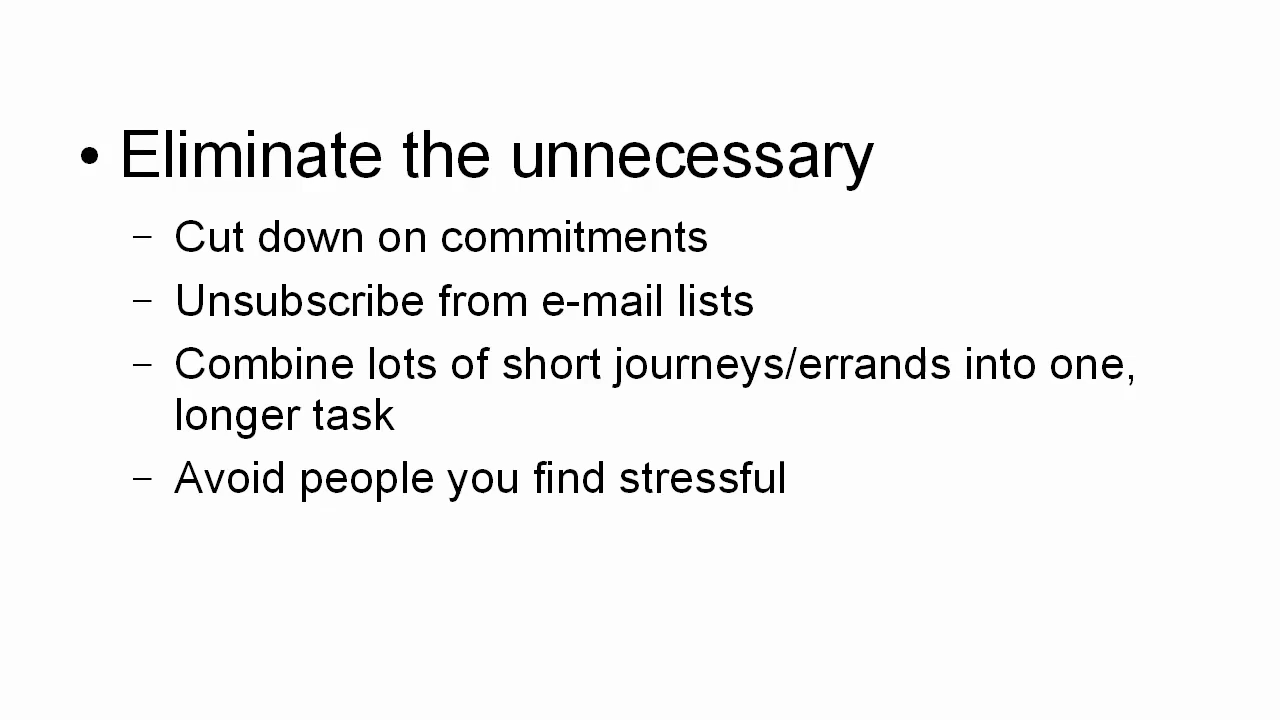 • Eliminate the unnecessary
– Cut down on commitments
– Unsubscribe from e-mail lists
– Combine lots of short journeys/errands into one,
longer task
– Avoid people you find stressful